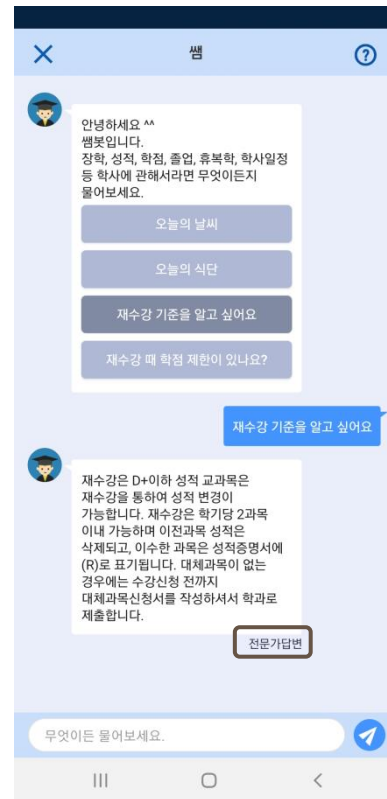 쌤
?
안녕하세요 ^^
쌤봇입니다.
장학, 성적, 학점, 졸업, 휴복학, 학사일정
등 학사에 관해서라면 무엇이든지
물어보세요.
오늘의 날씨
오늘의 식단
재수강 기준을 알고 싶어요
재수강 때 학점 제한이 있나요?
재수강 기준을 알고 싶어요
재수강은 D+이하 성적 교과목은
재수강을 통하여 성적 변경이
가능합니다. 재수강은 학기당 2과목
이내 가능하며 이전과목 성적은
삭제되고, 이수한 과목은 성적증명서에
(R)로 표기됩니다. 대체과목이 없는
경우에는 수강신청 전까지
대체과목신청서를 작성하셔서 학과로
제출합니다.
전문가답변
무엇이든 물어보세요.